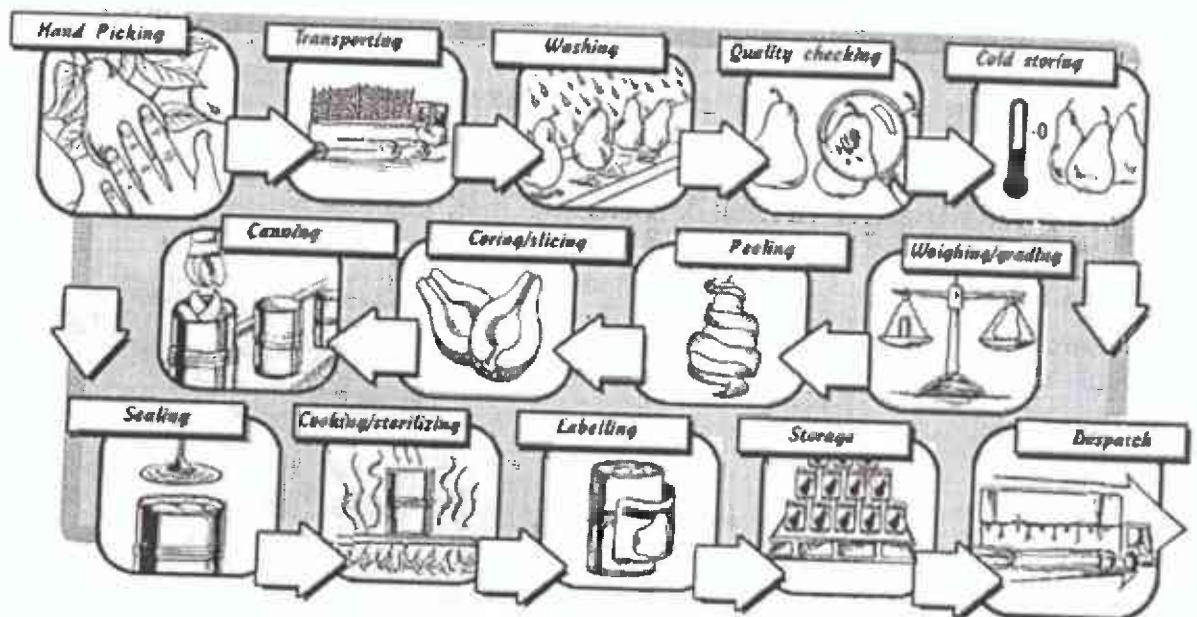 Hand Picking
Transporting
Washing
Quality checking
Cold storing
-0
Weighing/grading
Peeling
Coring/slicing
Canning
Sealing
Cooking/sterilizing
Labelling
Storage
Despatch